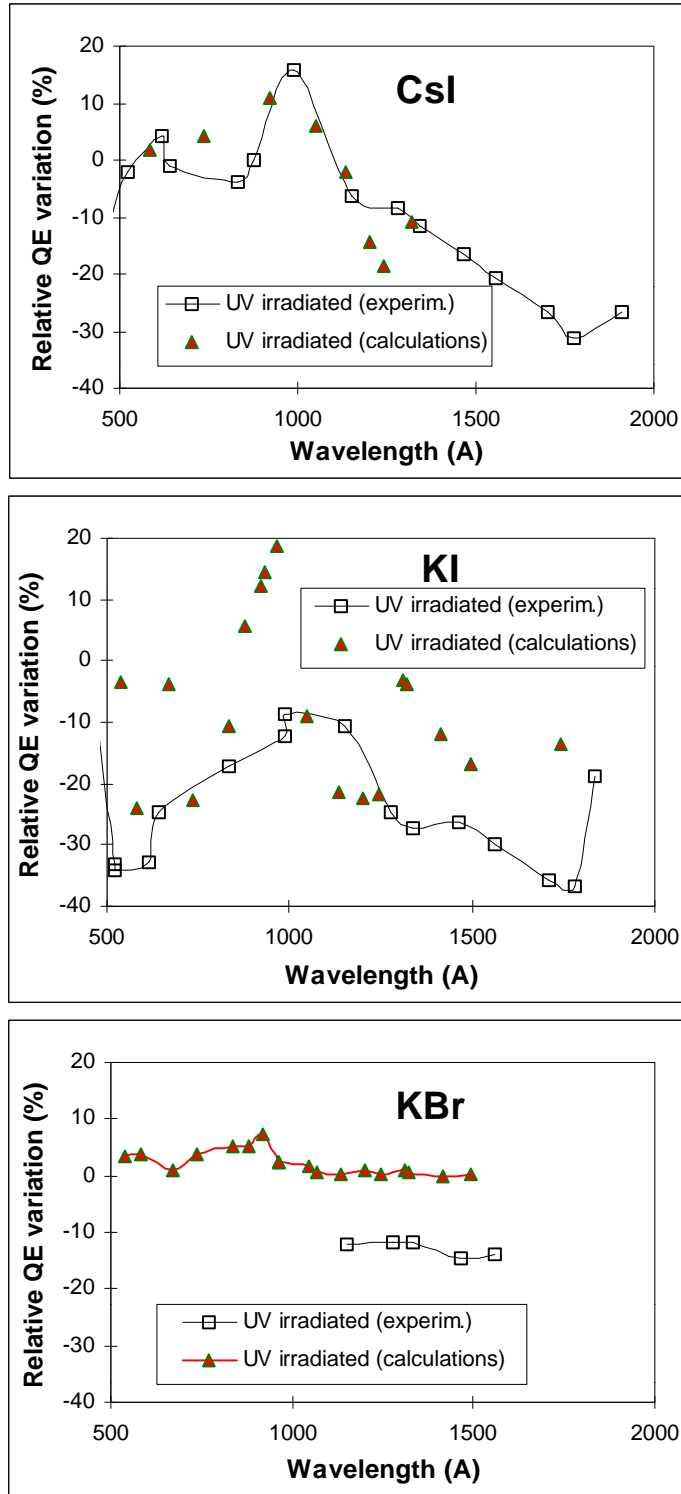 20
10
0
-10
-20
-30
-40
Relative QE variation (%)
CsI
UV irradiated (experim.)
UV irradiated (calculations)
500 1000 1500 2000
Wavelength (A)
20
10
0
-10
-20
-30
-40
Relative QE variation (%)
KI
UV irradiated (experim.)
UV irradiated (calculations)
500 1000 1500 2000
Wavelength (A)
20
10
0
-10
-20
-30
-40
Relative QE variation (%)
KBr
UV irradiated (experim.)
UV irradiated (calculations)
500 1000 1500 2000
Wavelength (A)